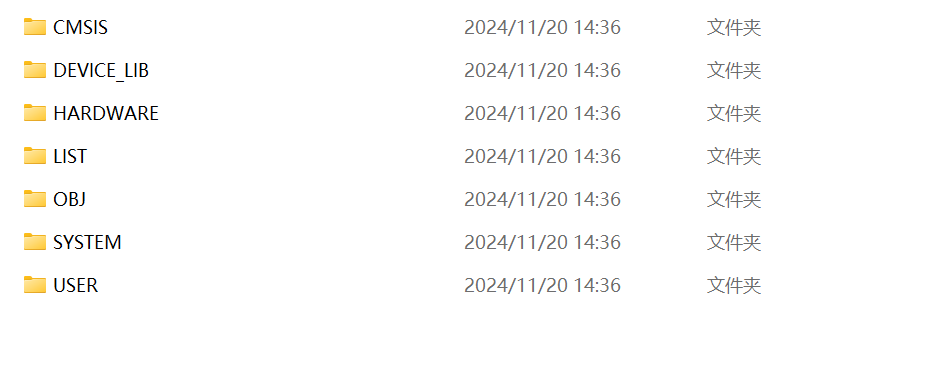 CMSIS 2024/11/20 14:36 文件夹
DEVICE_LIB 2024/11/20 14:36 文件夹
HARDWARE 2024/11/20 14:36 文件夹
LIST 2024/11/20 14:36 文件夹
OBJ 2024/11/20 14:36 文件夹
SYSTEM 2024/11/20 14:36 文件夹
USER 2024/11/20 14:36 文件夹